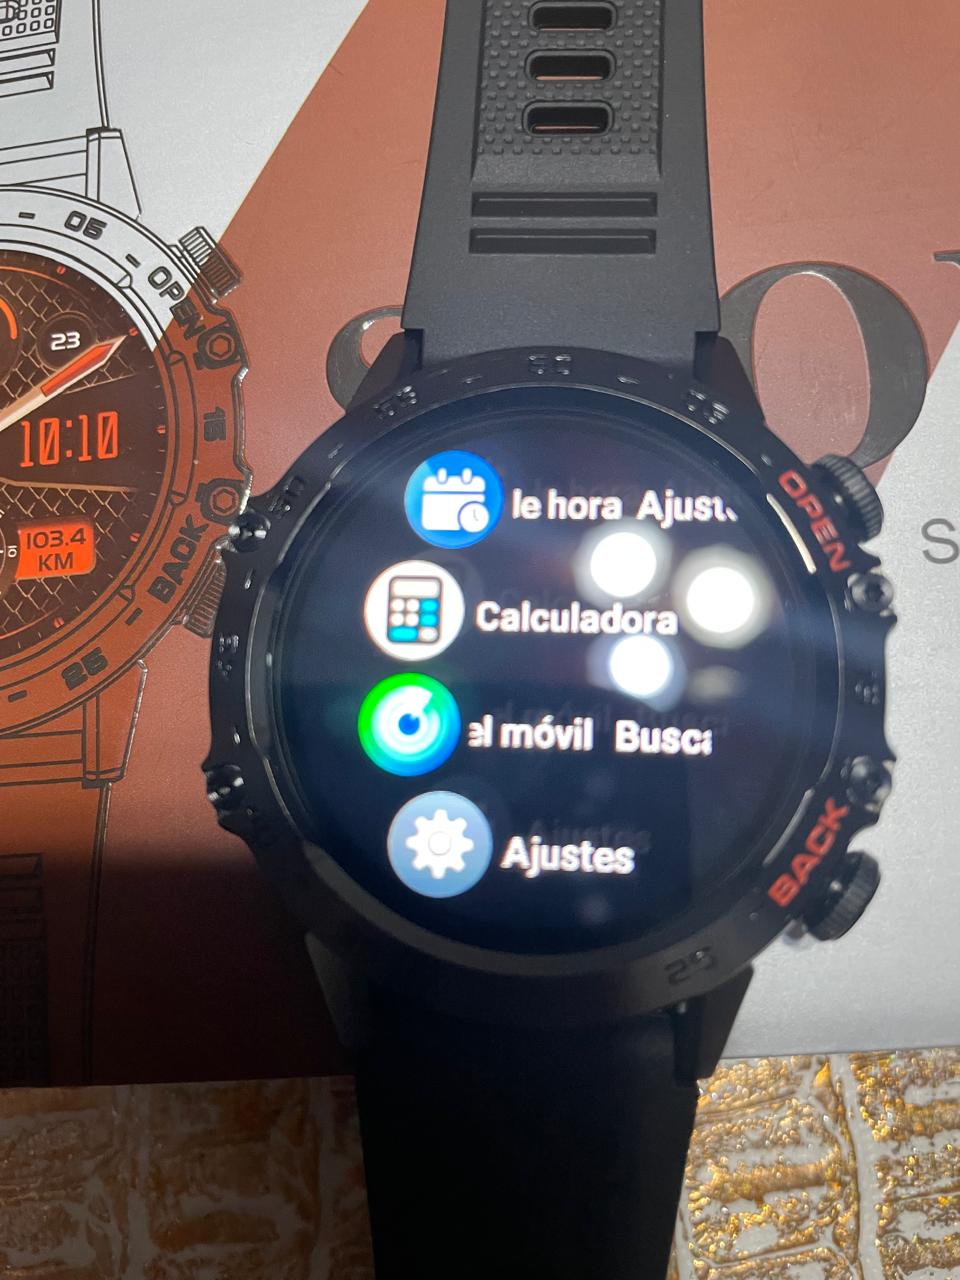 05
OPEN
23
10:10
15
103.4
KM
BACK
25
OPEN
le hora Ajust
Calculadora
el móvil Busca
Ajustes
BACK
25
S